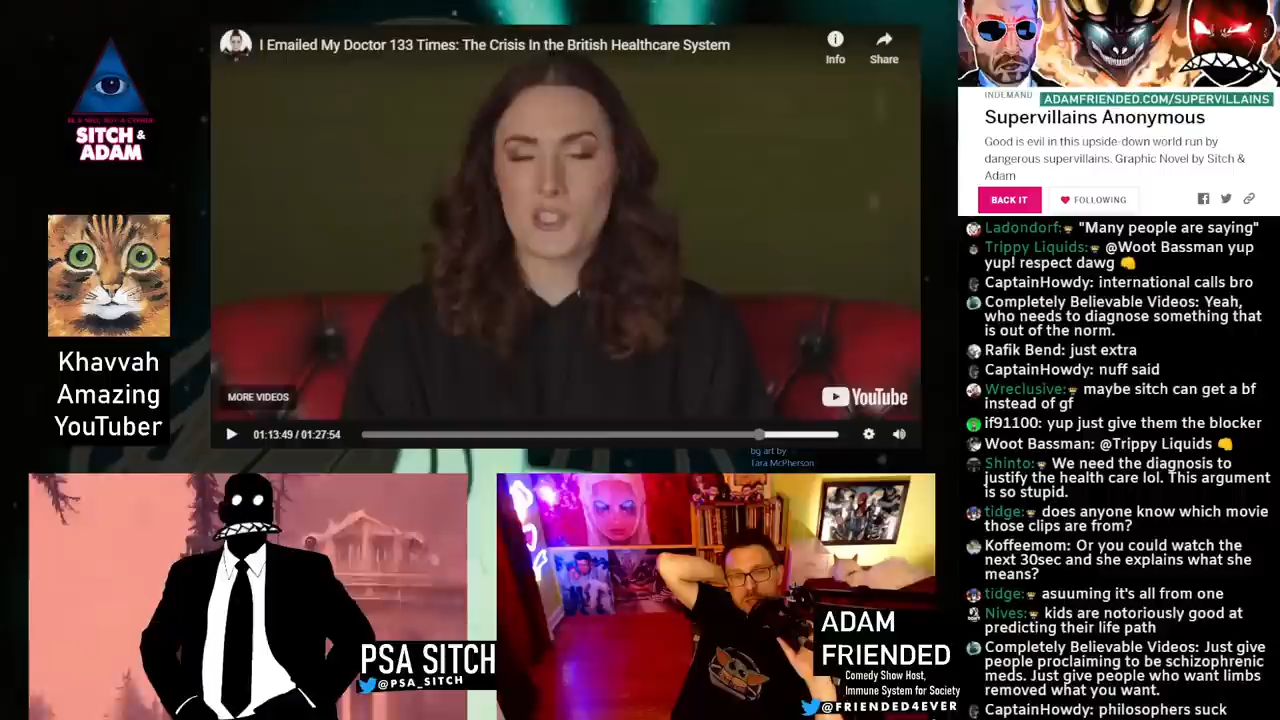 I Emailed My Doctor 133 Times: The Crisis In the British Healthcare System
Info
Share
SITCH &
ADAM
Khavvah
Amazing
YouTuber
MORE VIDEOS
YouTube
01:13:49 / 01:27:54
bg art by
Tara McPherson
PSA SITCH
@PSA_SITCH
ADAM
FRIENDED
Comedy Show Host,
Immune System for Society
@FRIENDED4EVER
INDEMAND
ADAMFRIENDED.COM/SUPERVILLAINS
Supervillains Anonymous
Good is evil in this upside-down world run by
dangerous supervillains. Graphic Novel by Sitch &
Adam
BACK IT
FOLLOWING
Ladondorf: "Many people are saying"
Trippy Liquids: @Woot Bassman yup
yup! respect dawg 👊
CaptainHowdy: international calls bro
Completely Believable Videos: Yeah,
who needs to diagnose something that
is out of the norm.
Rafik Bend: just extra
CaptainHowdy: nuff said
Wreclusive: maybe sitch can get a bf
instead of gf
if91100: yup just give them the blocker
Woot Bassman: @Trippy Liquids 👊
Shinto: We need the diagnosis to
justify the health care lol. This argument
is so stupid.
tidge: does anyone know which movie
those clips are from?
Koffeemom: Or you could watch the
next 30sec and she explains what she
means?
tidge: asuuming it's all from one
Nives: kids are notoriously good at
predicting their life path
Completely Believable Videos: Just give
people proclaiming to be schizophrenic
meds. Just give people who want limbs
removed what you want.
CaptainHowdy: philosophers suck